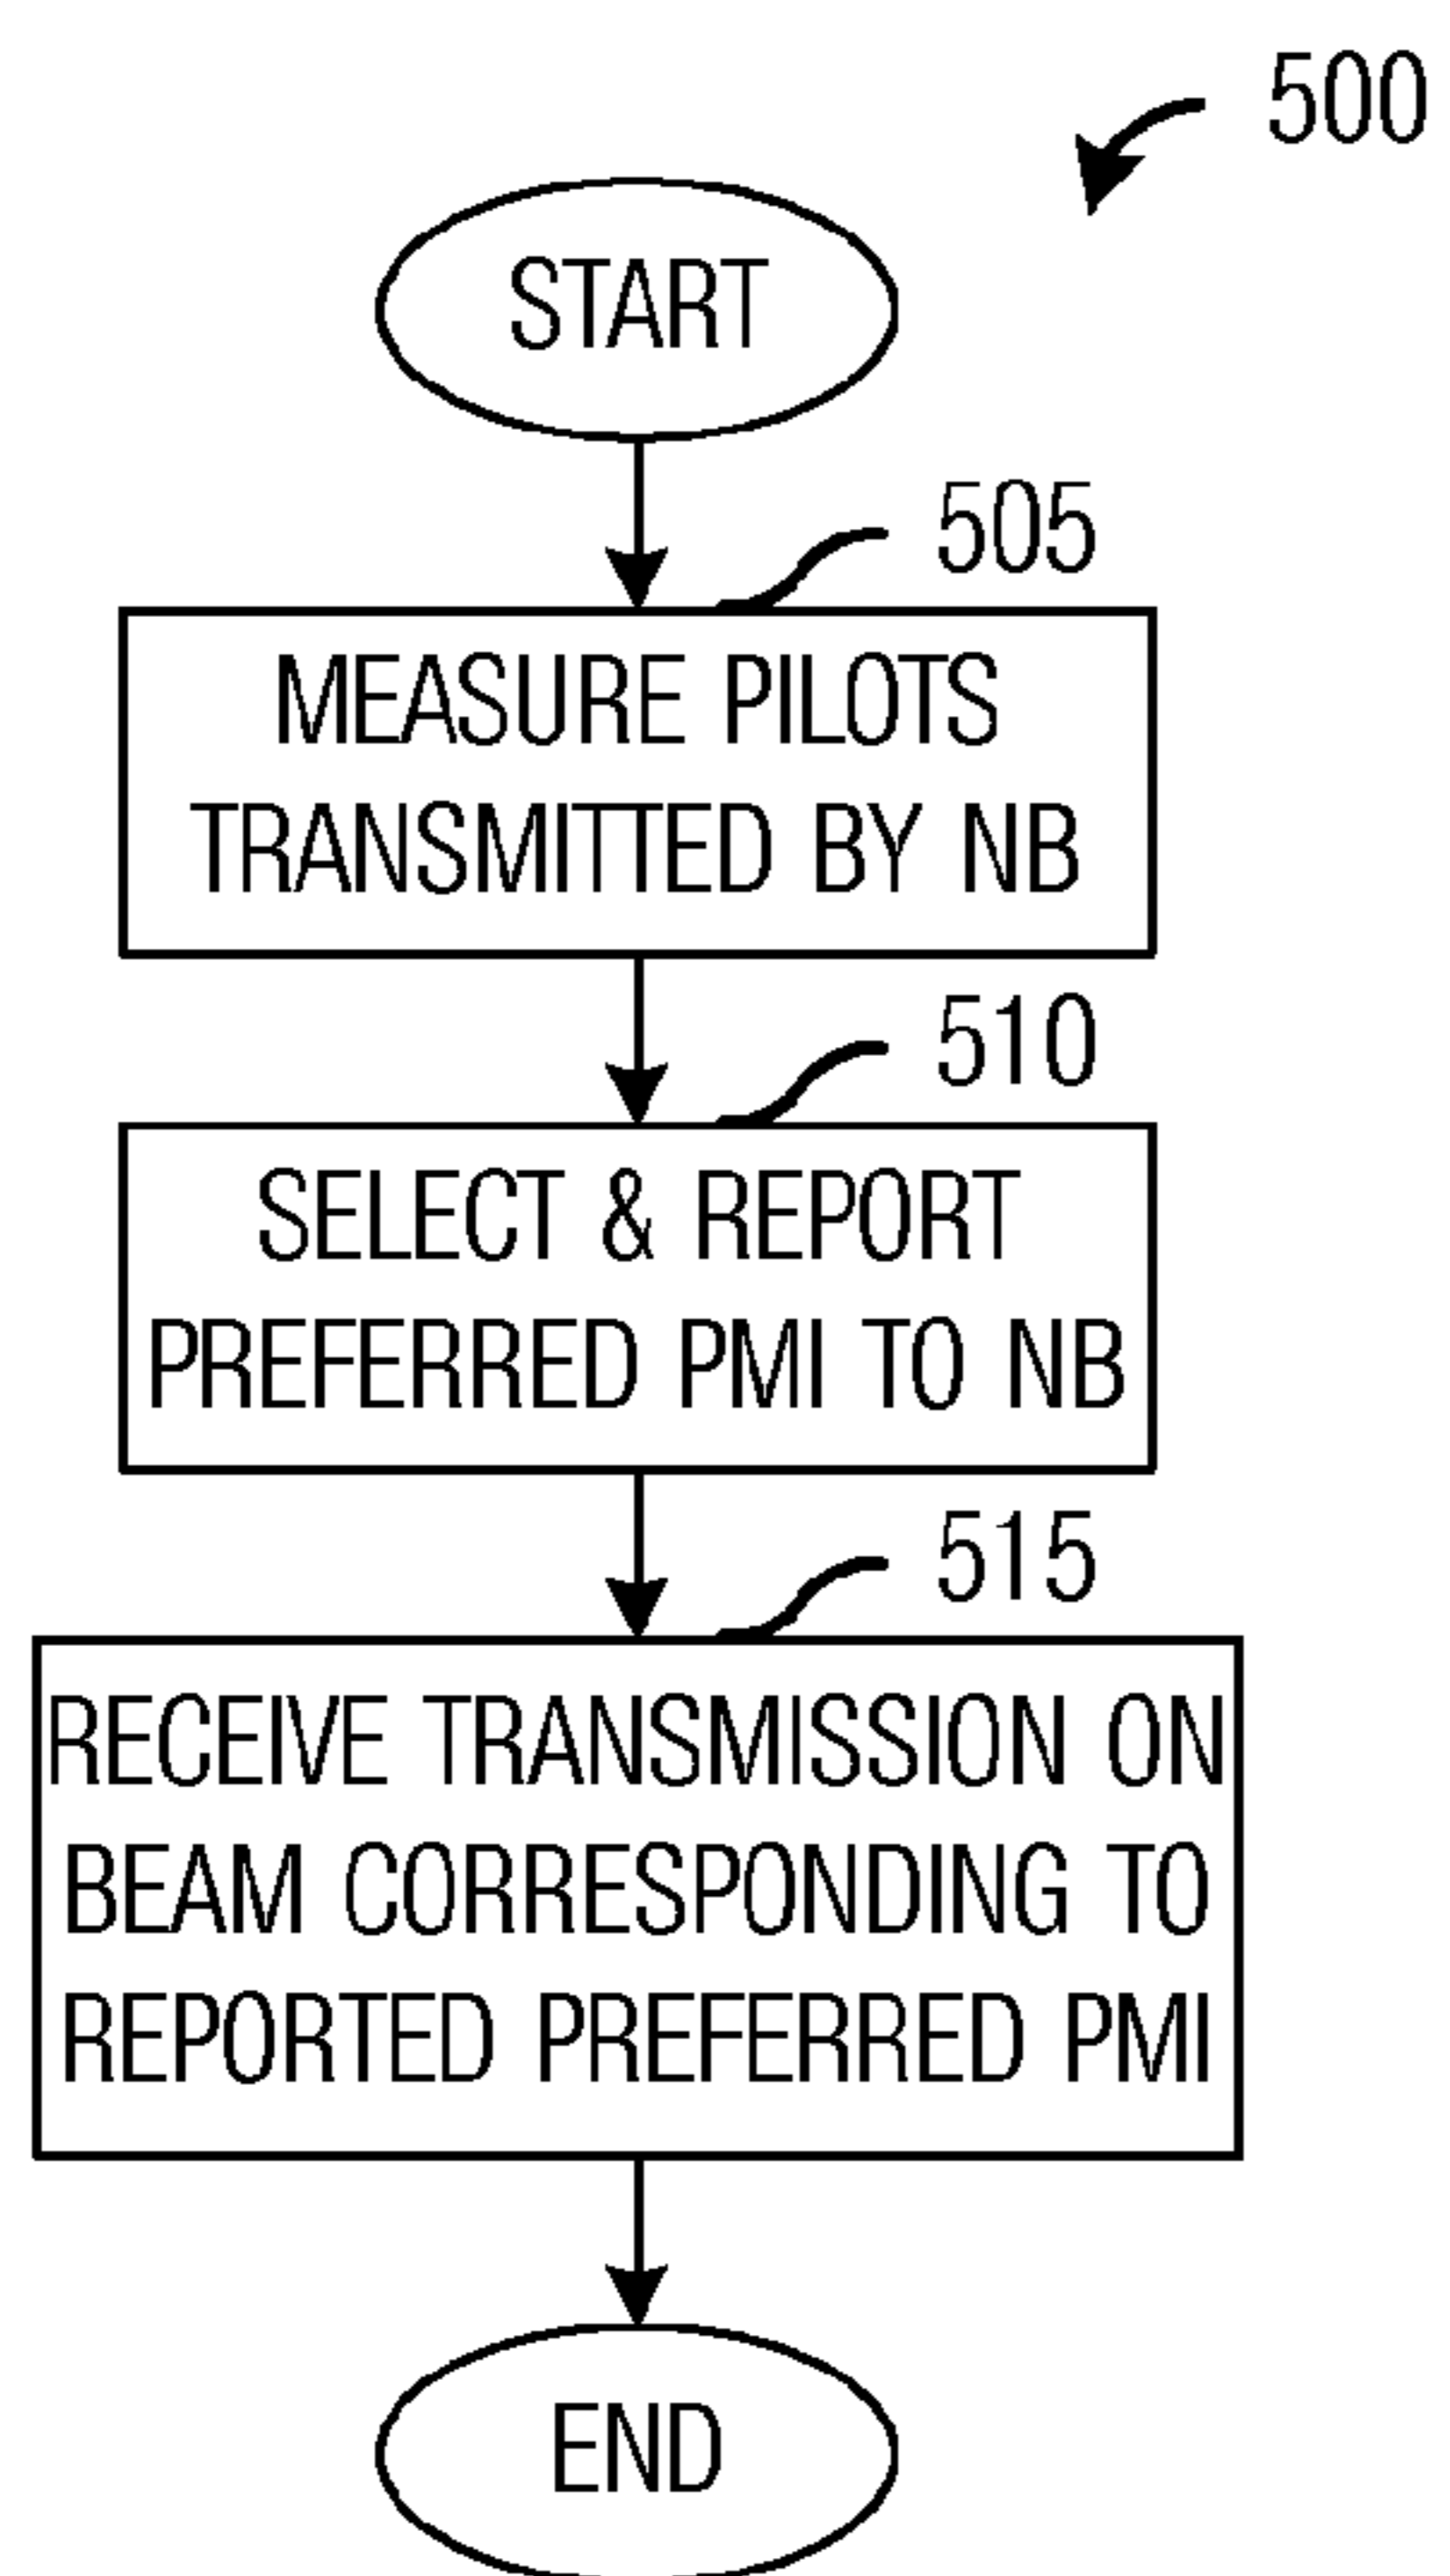 500
START
505
MEASURE PILOTS
TRANSMITTED BY NB
510
SELECT & REPORT
PREFERRED PMI TO NB
515
RECEIVE TRANSMISSION ON
BEAM CORRESPONDING TO
REPORTED PREFERRED PMI
END